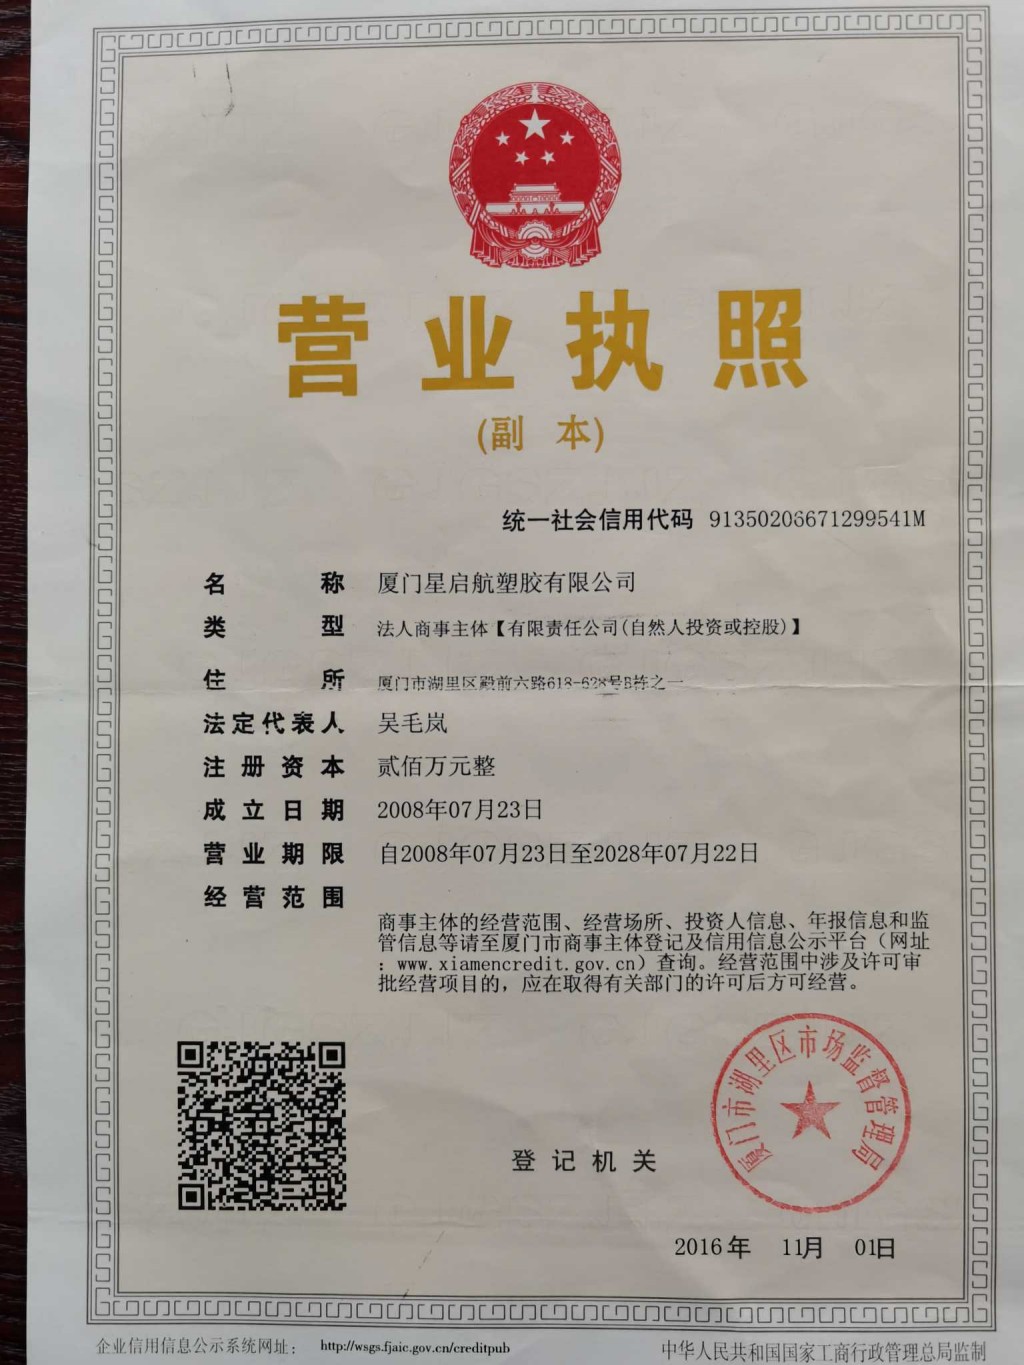 营业执照
(副 本)
统一社会信用代码 91350206671299541M
名称 厦门星启航塑胶有限公司
类型 法人商事主体【有限责任公司(自然人投资或控股)】
住所 厦门市湖里区殿前六路618-628号B栋之一
法定代表人 吴毛岚
注册资本 贰佰万元整
成立日期 2008年07月23日
营业期限 自2008年07月23日至2028年07月22日
经营范围
商事主体的经营范围、经营场所、投资人信息、年报信息和监
管信息等请至厦门市商事主体登记及信用信息公示平台（网址
：www.xiamencredit.gov.cn）查询。经营范围中涉及许可审
批经营项目的，应在取得有关部门的许可后方可经营。
厦门市湖里区市场监督管理局
登记机关
2016年 11月 01日
企业信用信息公示系统网址： http://wsgs.fjaic.gov.cn/creditpub 中华人民共和国国家工商行政管理总局监制